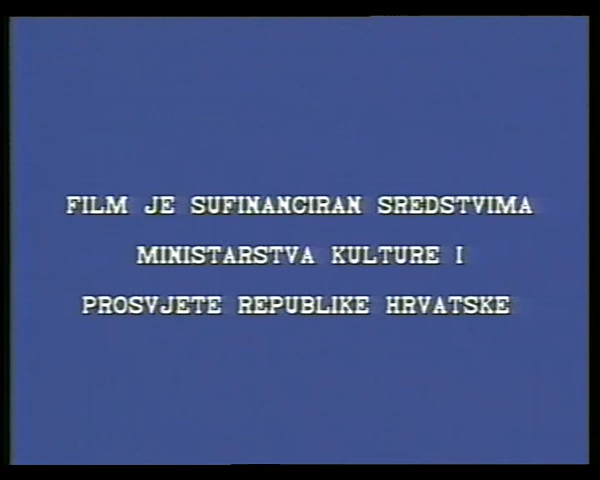 FILM JE SUFINANCIRAN SREDSTVIMA
MINISTARSTVA KULTURE I
PROSVJETE REPUBLIKE HRVATSKE